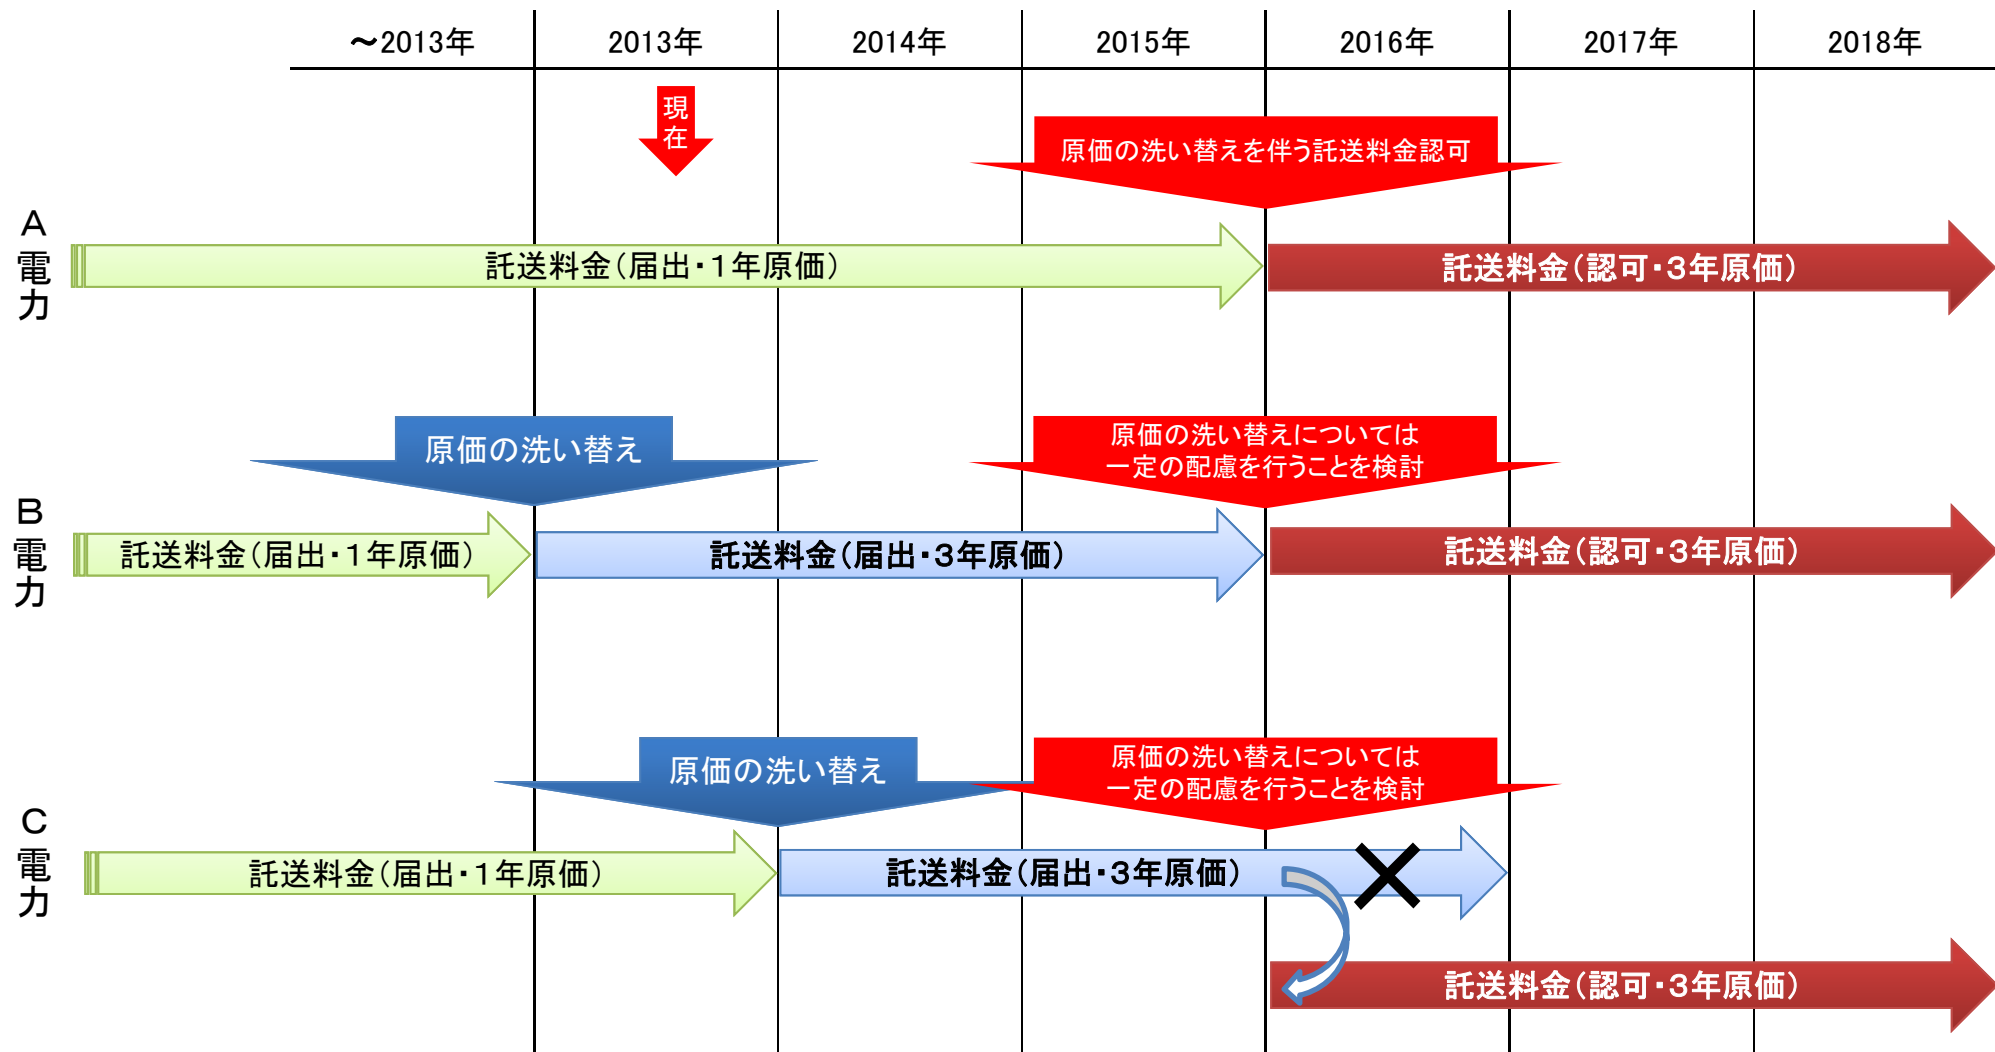 ～2013年 2013年 2014年 2015年 2016年 2017年 2018年
現在
原価の洗い替えを伴う託送料金認可
A電力
託送料金（届出・１年原価）
託送料金（認可・３年原価）
原価の洗い替え
原価の洗い替えについては
一定の配慮を行うことを検討
B電力
託送料金（届出・１年原価）
託送料金（届出・３年原価）
託送料金（認可・３年原価）
原価の洗い替え
原価の洗い替えについては
一定の配慮を行うことを検討
C電力
託送料金（届出・１年原価）
託送料金（届出・３年原価）
託送料金（認可・３年原価）